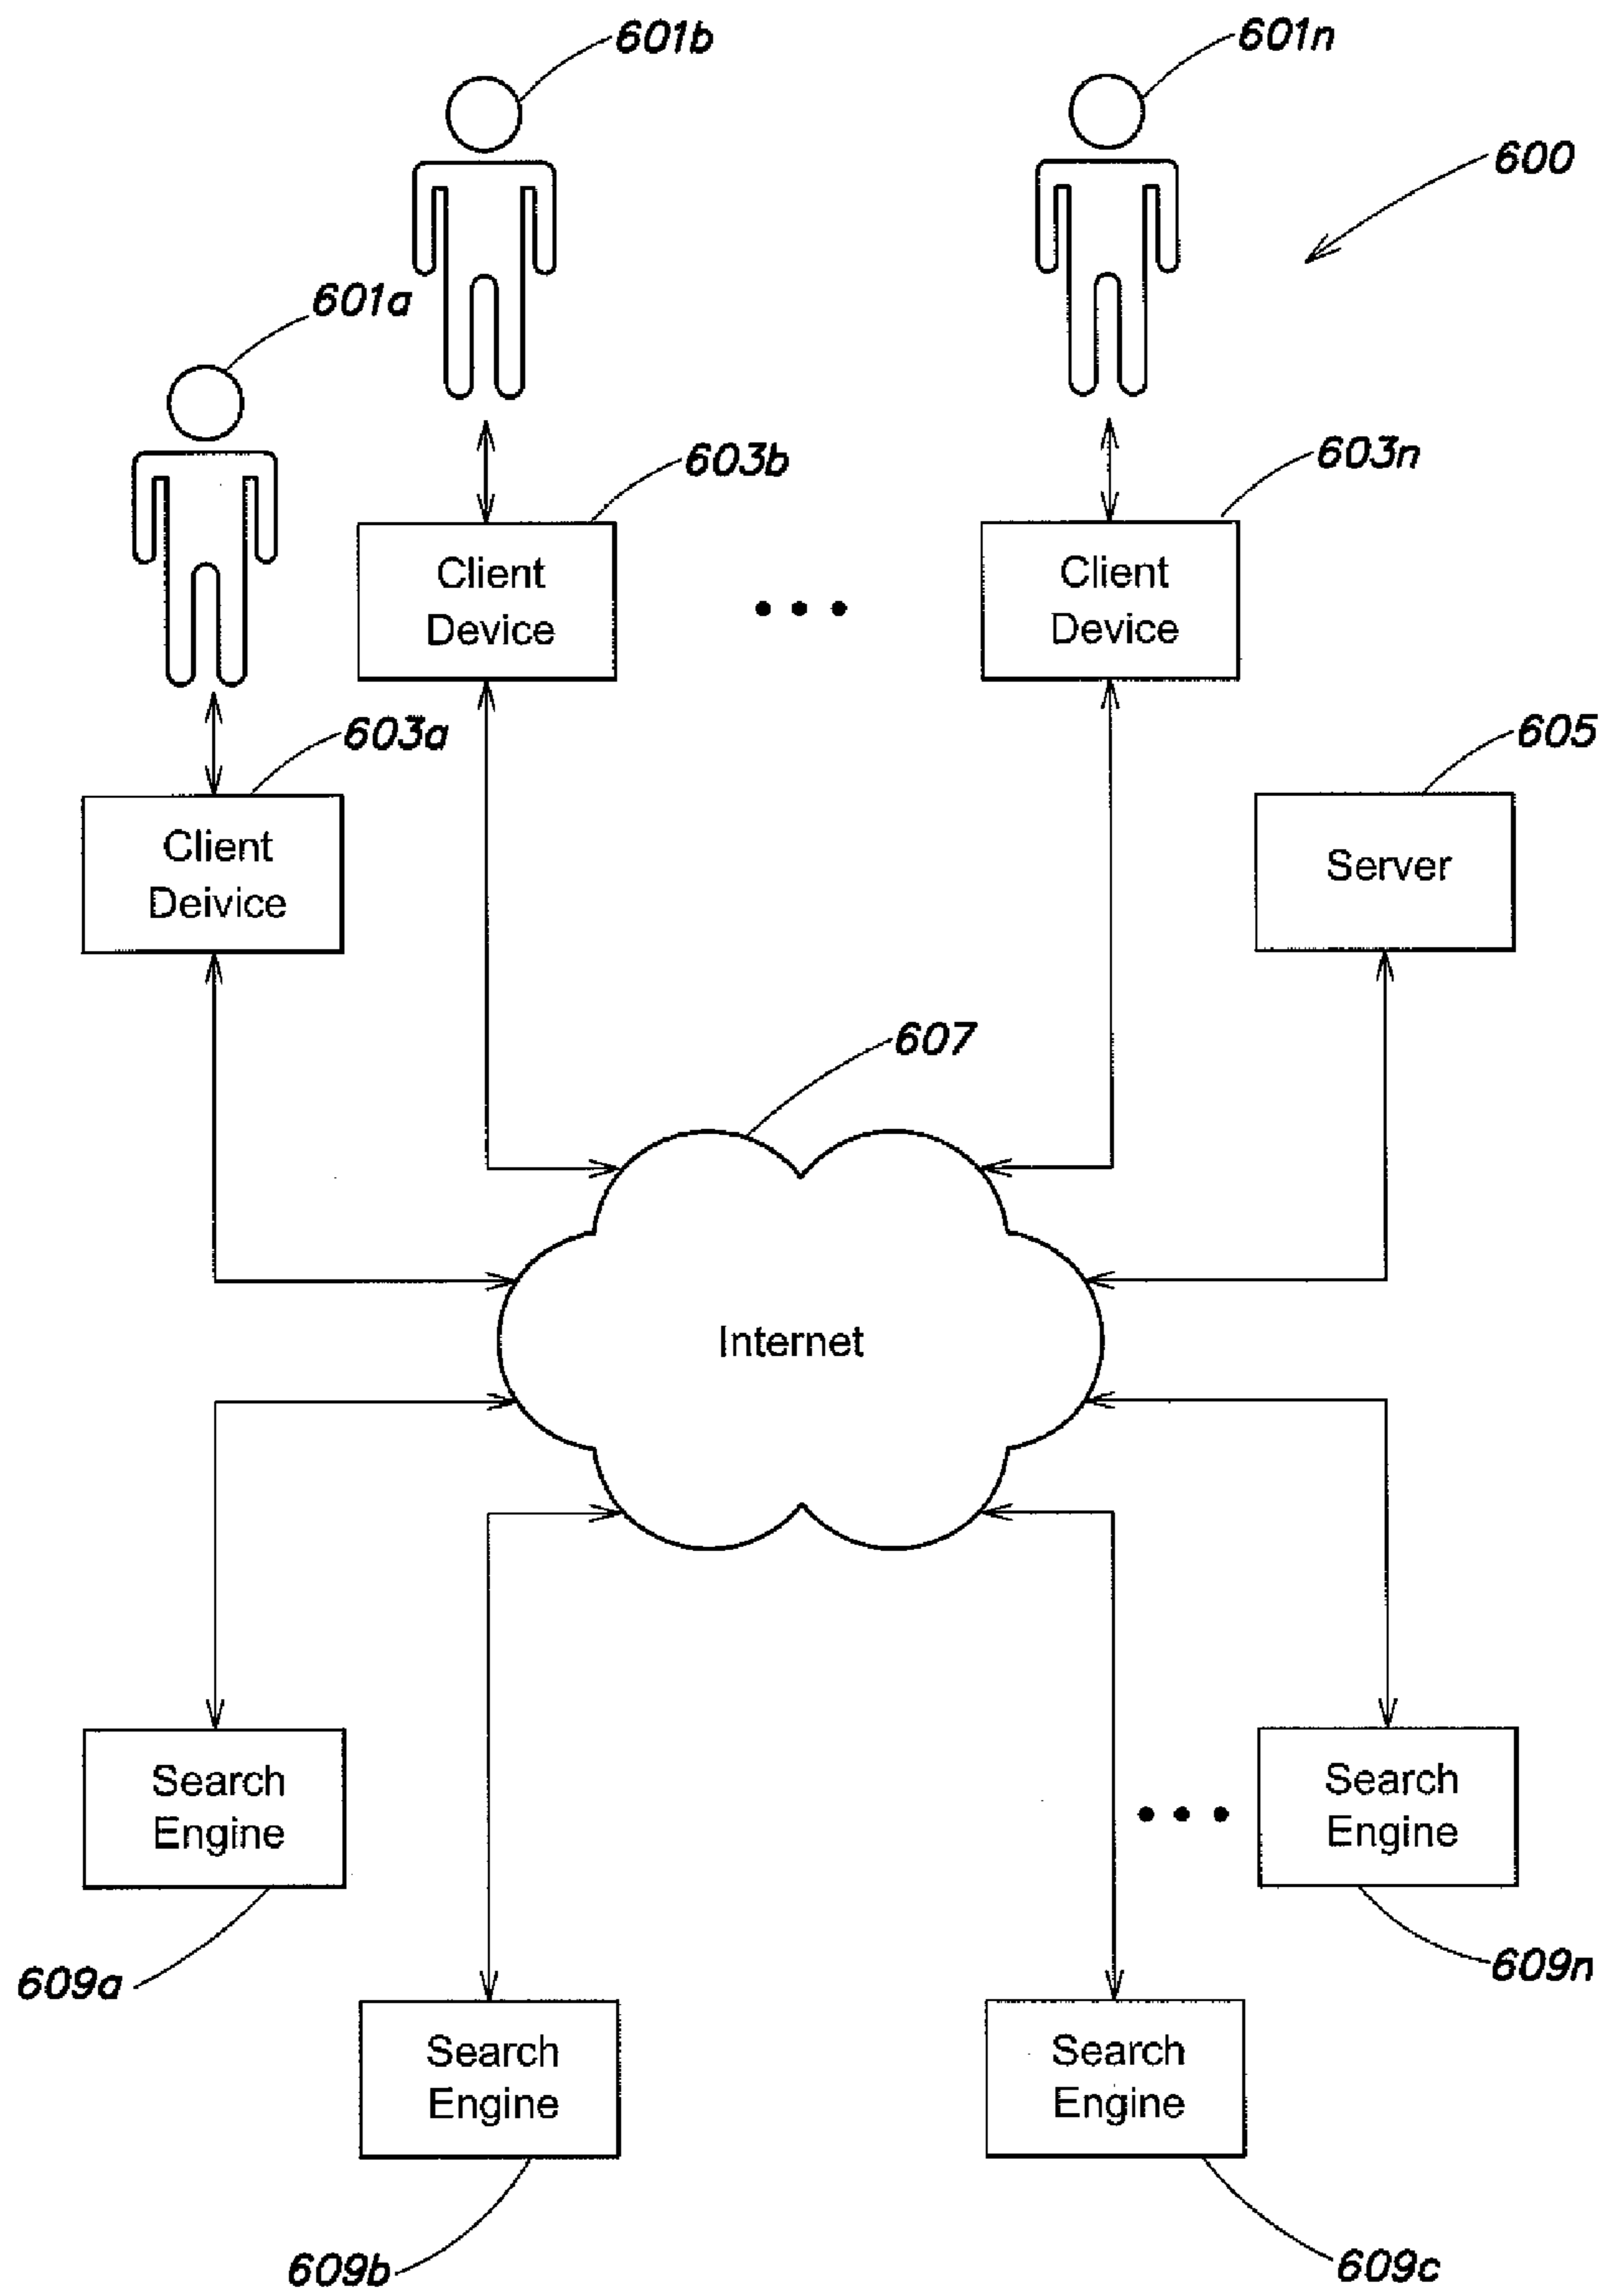 601b
601n
600
601a
603b
603n
Client
Device
Client
Device
603a
605
Client
Deivice
Server
607
Internet
Search
Engine
Search
Engine
609a
609n
Search
Engine
Search
Engine
609b
609c